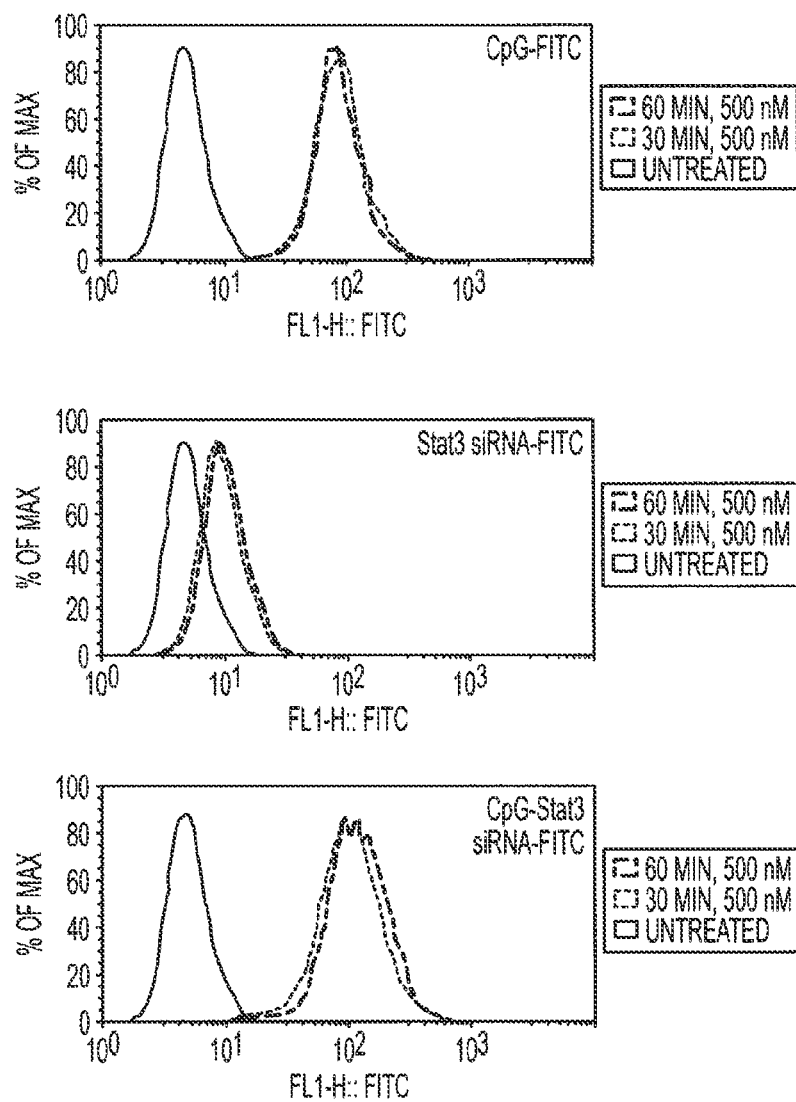 100
80
60
40
20
0
% OF MAX
CpG-FITC
10⁰ 10¹ 10² 10³
FL1-H:: FITC
60 MIN, 500 nM
30 MIN, 500 nM
UNTREATED
100
80
60
40
20
0
% OF MAX
Stat3 siRNA-FITC
10⁰ 10¹ 10² 10³
FL1-H:: FITC
60 MIN, 500 nM
30 MIN, 500 nM
UNTREATED
100
80
60
40
20
0
% OF MAX
CpG-Stat3
siRNA-FITC
10⁰ 10¹ 10² 10³
FL1-H:: FITC
60 MIN, 500 nM
30 MIN, 500 nM
UNTREATED